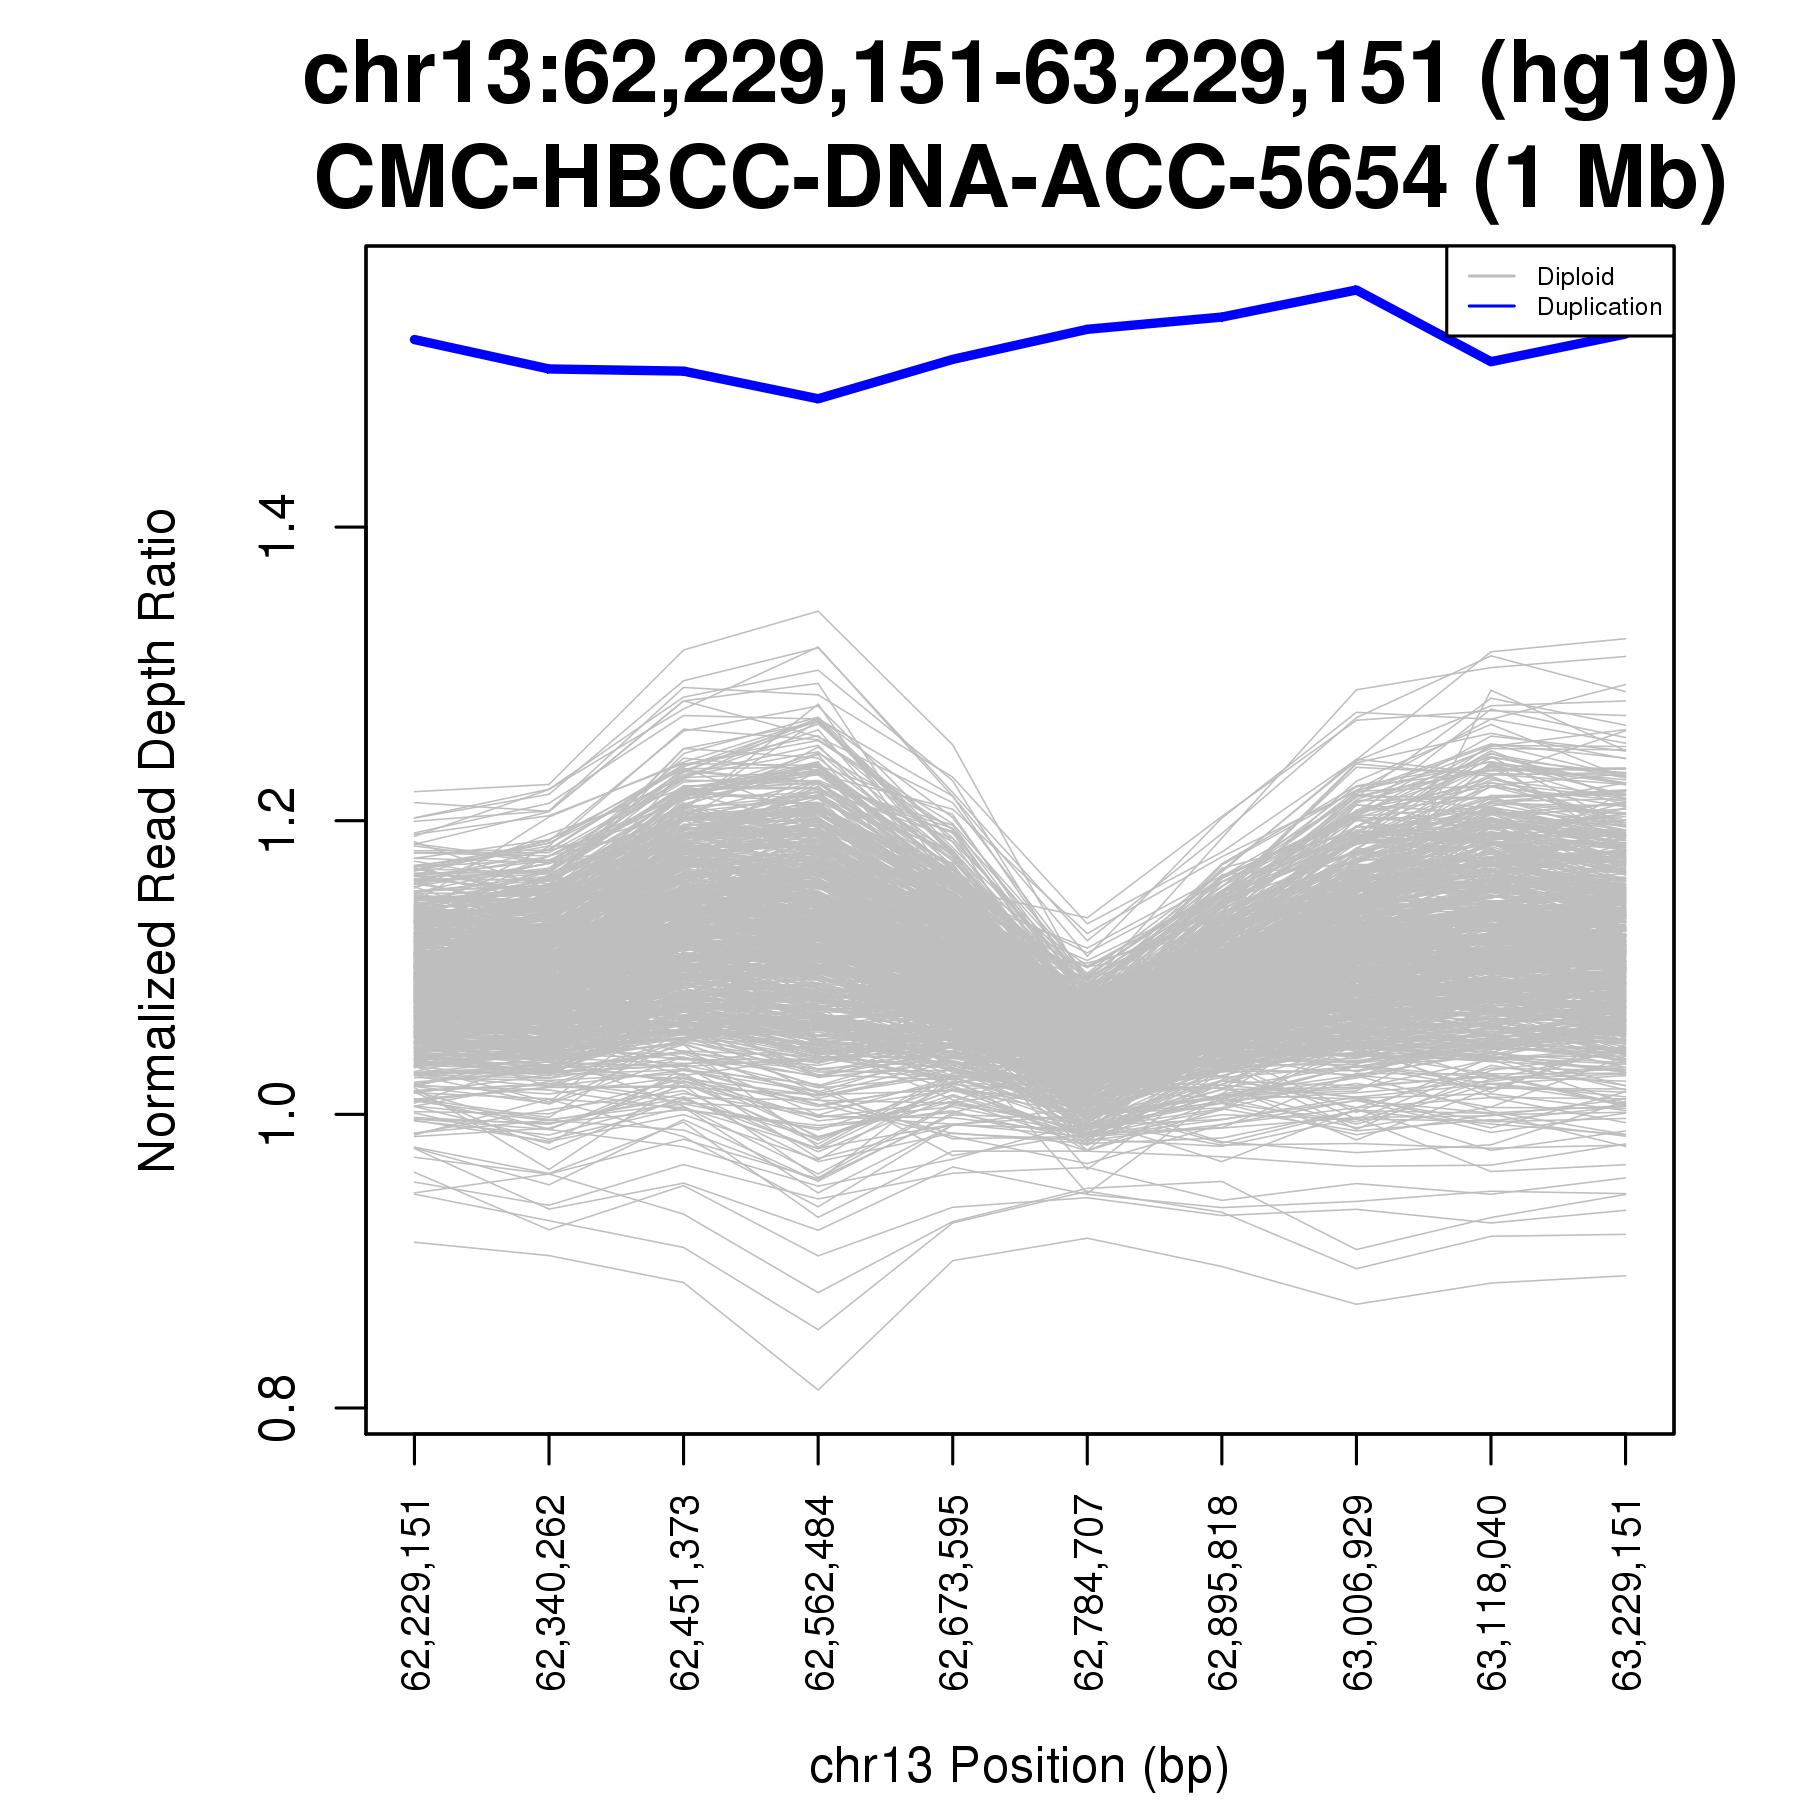 chr13:62,229,151-63,229,151 (hg19)
CMC-HBCC-DNA-ACC-5654 (1 Mb)
Diploid
Duplication
Normalized Read Depth Ratio
1.4
1.2
1.0
0.8
62,229,151
62,340,262
62,451,373
62,562,484
62,673,595
62,784,707
62,895,818
63,006,929
63,118,040
63,229,151
chr13 Position (bp)